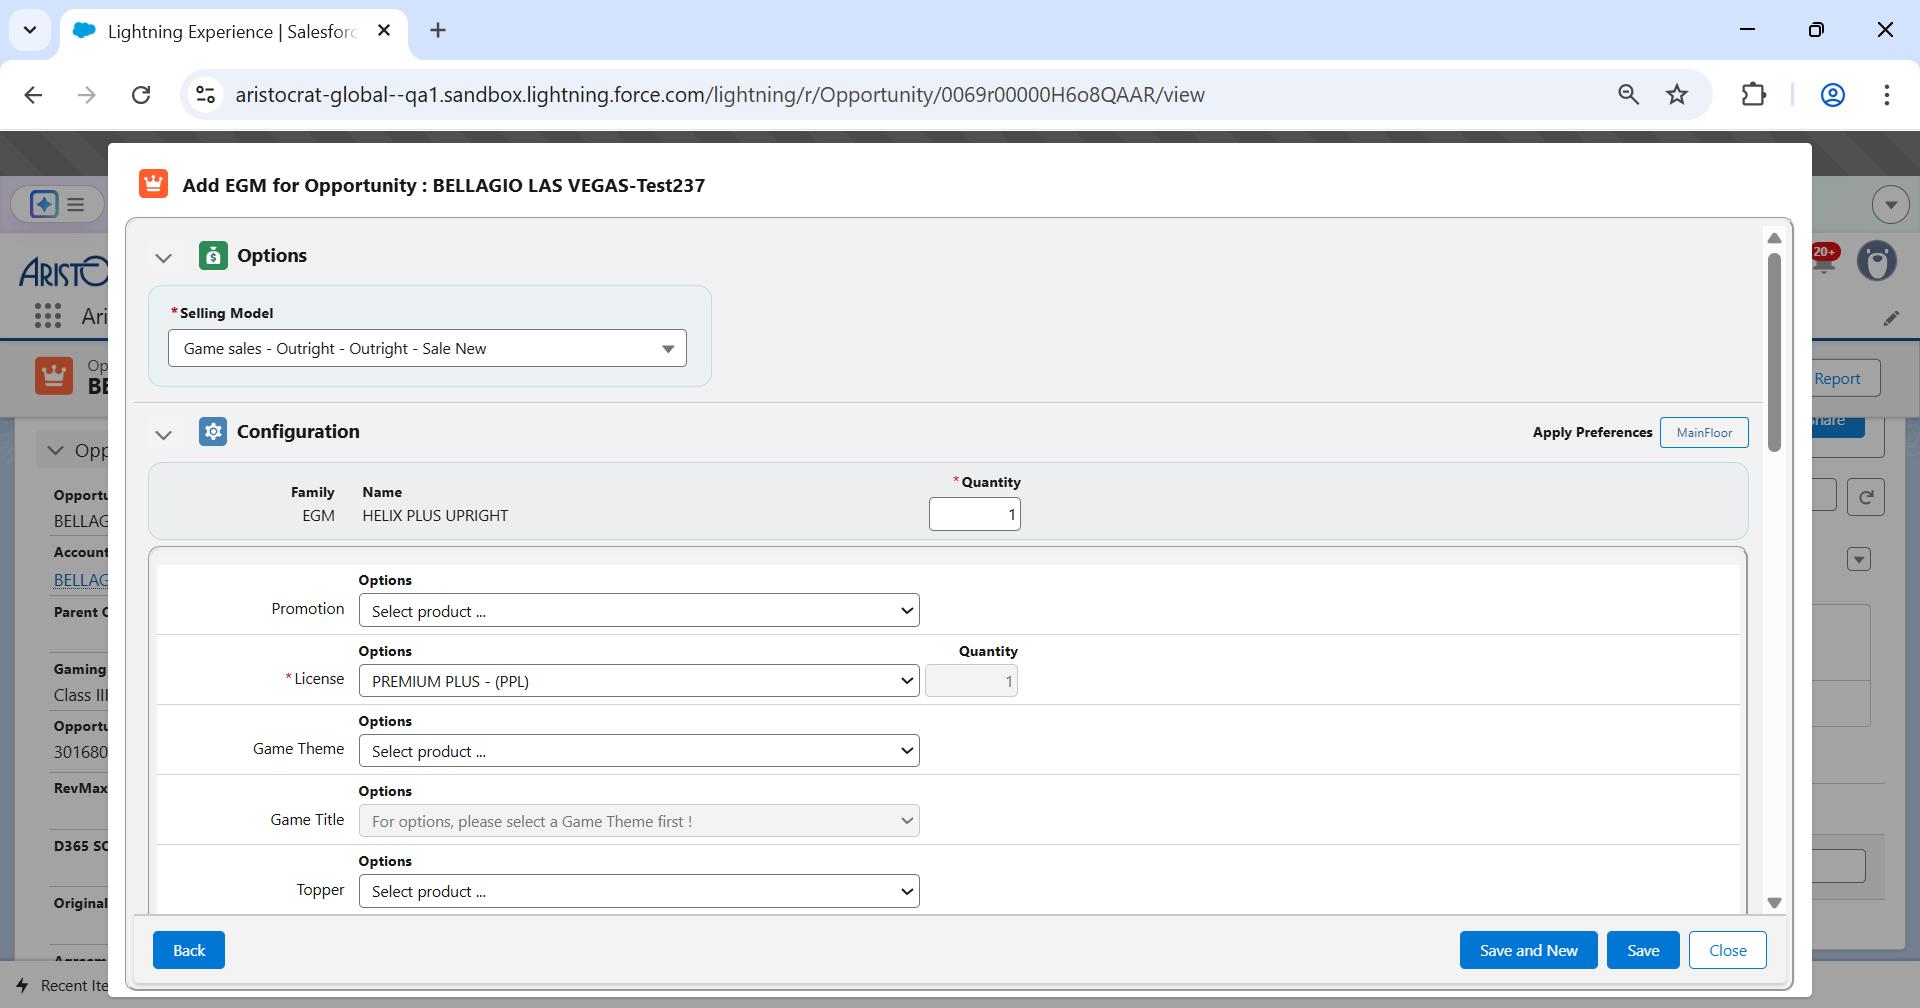 Lightning Experience | Salesforc
aristocrat-global--qa1.sandbox.lightning.force.com/lightning/r/Opportunity/0069r00000H6o8QAAR/view
Add EGM for Opportunity : BELLAGIO LAS VEGAS-Test237
Options
*Selling Model
Game sales - Outright - Outright - Sale New
Configuration
Apply Preferences MainFloor
Family Name *Quantity
EGM HELIX PLUS UPRIGHT 1
Options
Promotion Select product ...
Options Quantity
*License PREMIUM PLUS - (PPL) 1
Options
Game Theme Select product ...
Options
Game Title For options, please select a Game Theme first !
Options
Topper Select product ...
Back Save and New Save Close
ARISTO
Ari
20+
Op
BE
Report
Share
Opp
Opportu
BELLAG
Account
BELLAG
Parent C
Gaming
Class III
Opportu
301680
RevMax
D365 SO
Original
Recent Ite